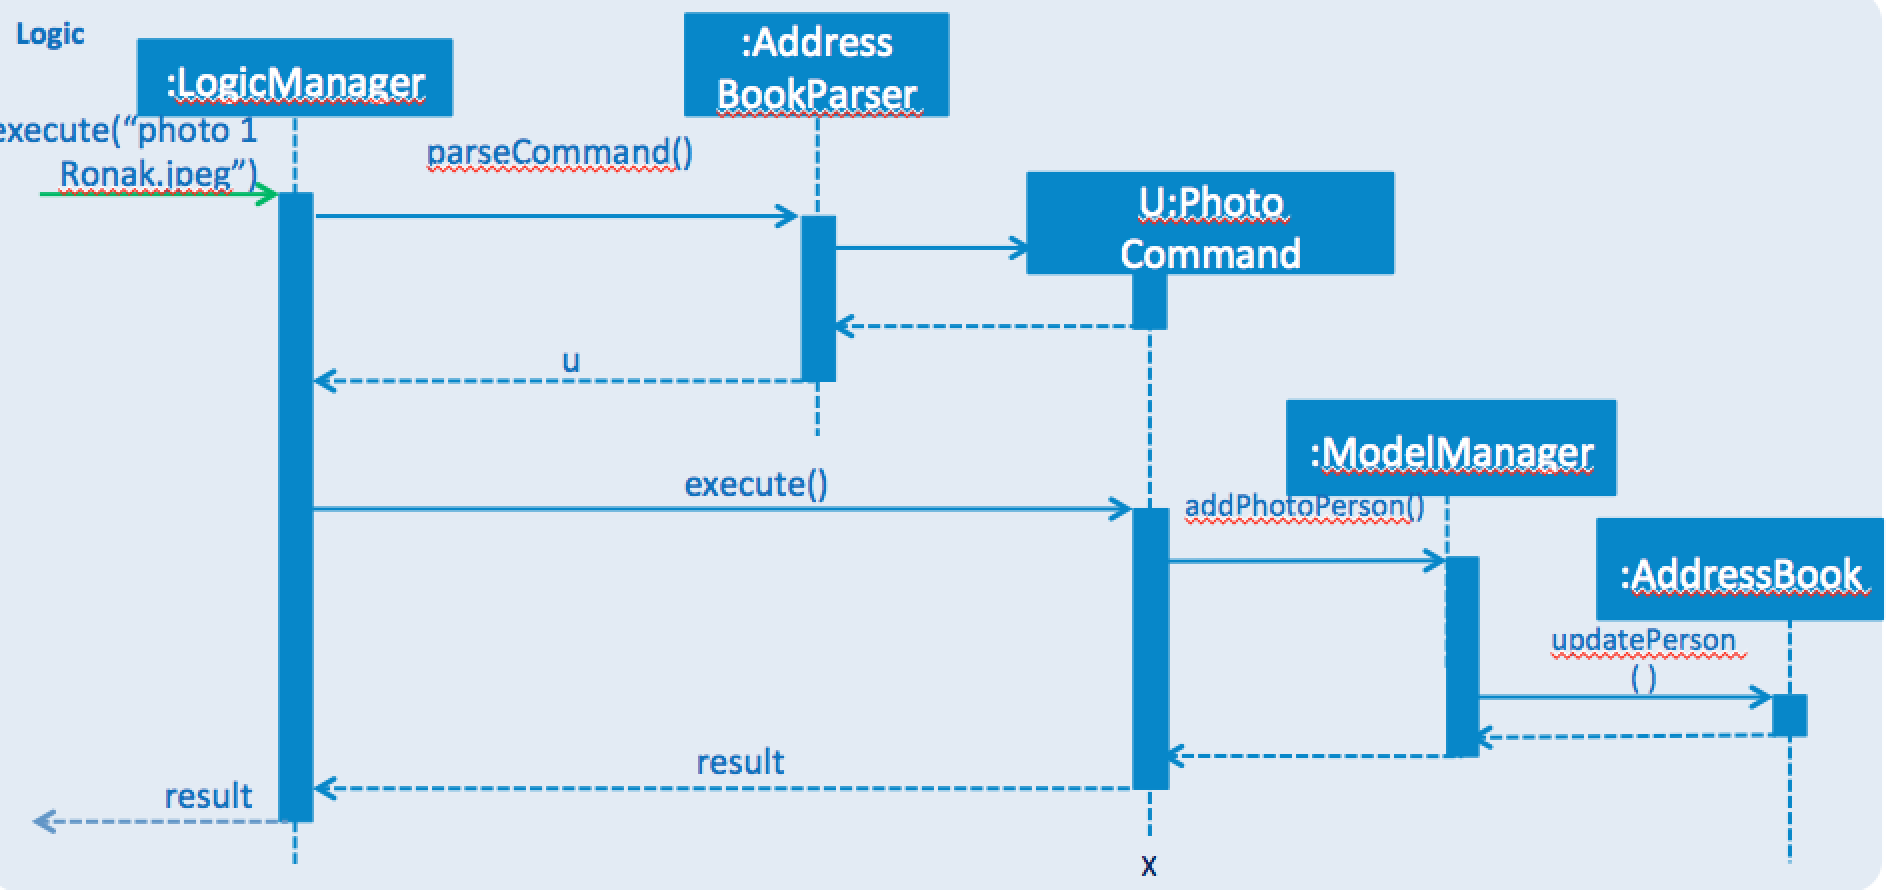 Logic
:LogicManager
:Address
BookParser
execute(“photo 1
Ronak.jpeg”)
parseCommand()
U:Photo
Command
u
:ModelManager
execute()
addPhotoPerson()
:AddressBook
updatePerson
( )
result
result
x